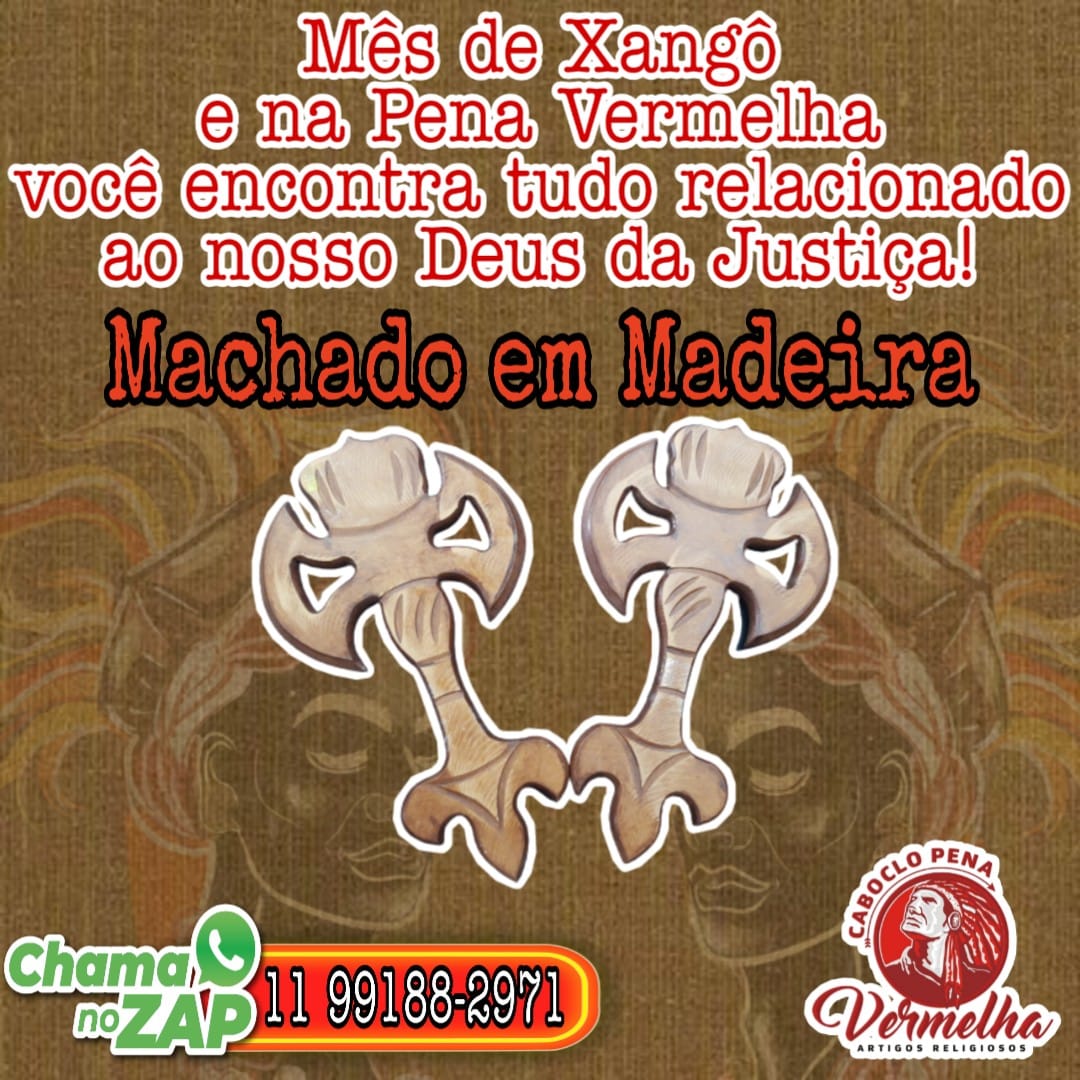 Mês de Xangô
e na Pena Vermelha
você encontra tudo relacionado
ao nosso Deus da Justiça!
Machado em Madeira
Chama
no ZAP
11 99188-2971
CABOCLO PENA
Vermelha
ARTIGOS RELIGIOSOS